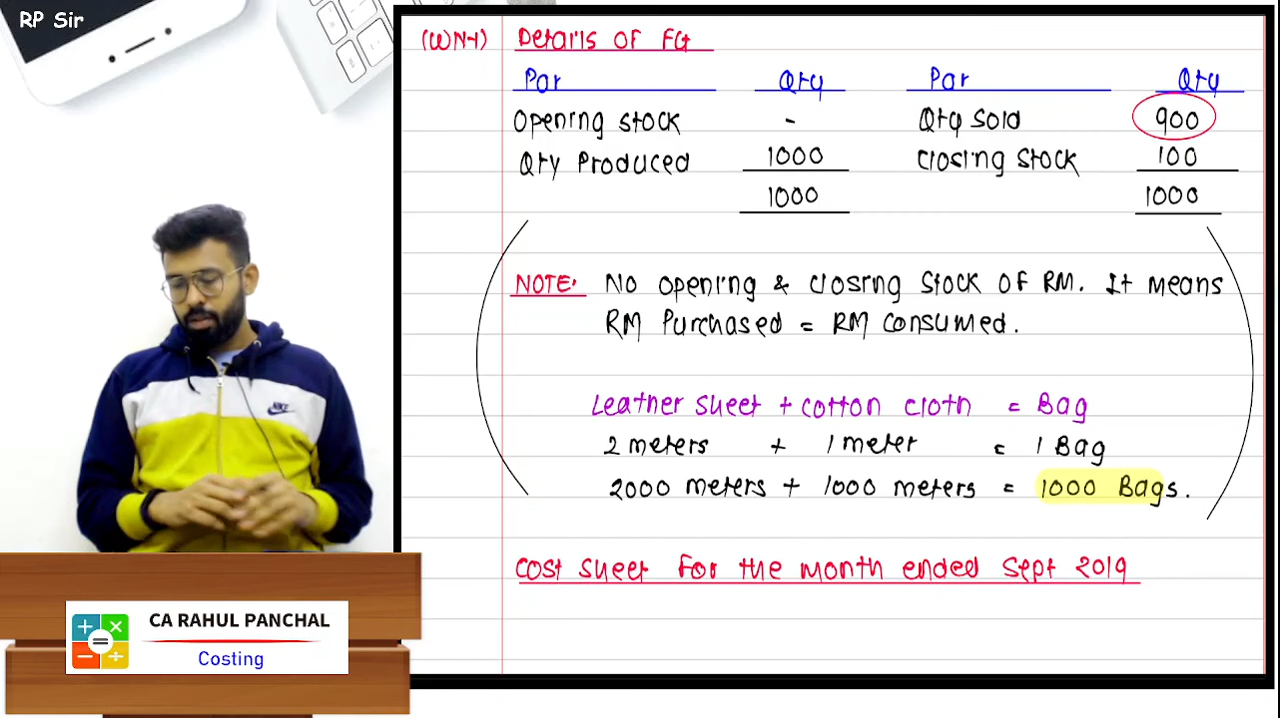 RP Sir
(WN-1) Details of FG
Par Qty Par Qty
Opening stock - Qty Sold 900
Qty Produced 1000 Closing Stock 100
1000 1000
NOTE: No opening & closing Stock OF RM. It means
RM Purchased = RM Consumed.
Leather sheet + cotton cloth = Bag
2 meters + 1 meter = 1 Bag
2000 meters + 1000 meters = 1000 Bags.
Cost sheet For the month ended Sept 2019
NIKE
CA RAHUL PANCHAL
Costing